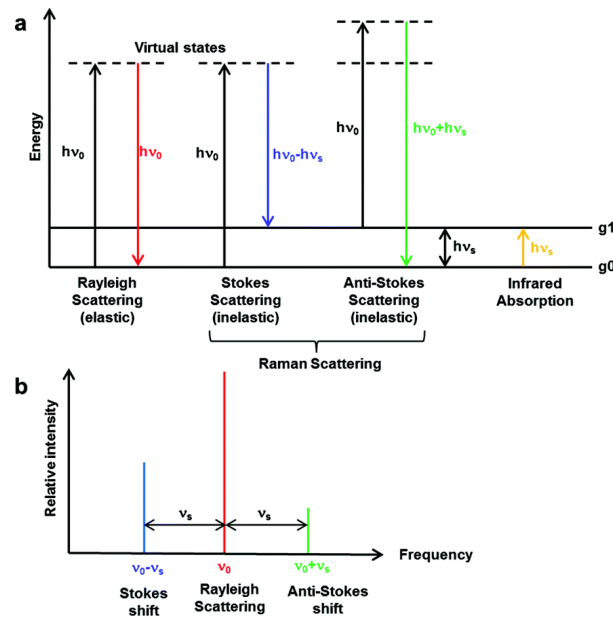 a
Virtual states
Energy
hν₀
hν₀
hν₀
hν₀-hνₛ
hν₀
hν₀+hνₛ
g1
hνₛ
hνₛ
g0
Rayleigh
Scattering
(elastic)
Stokes
Scattering
(inelastic)
Anti-Stokes
Scattering
(inelastic)
Infrared
Absorption
Raman Scattering
b
Relative intensity
νₛ
νₛ
Frequency
ν₀-νₛ
ν₀
ν₀+νₛ
Stokes
shift
Rayleigh
Scattering
Anti-Stokes
shift